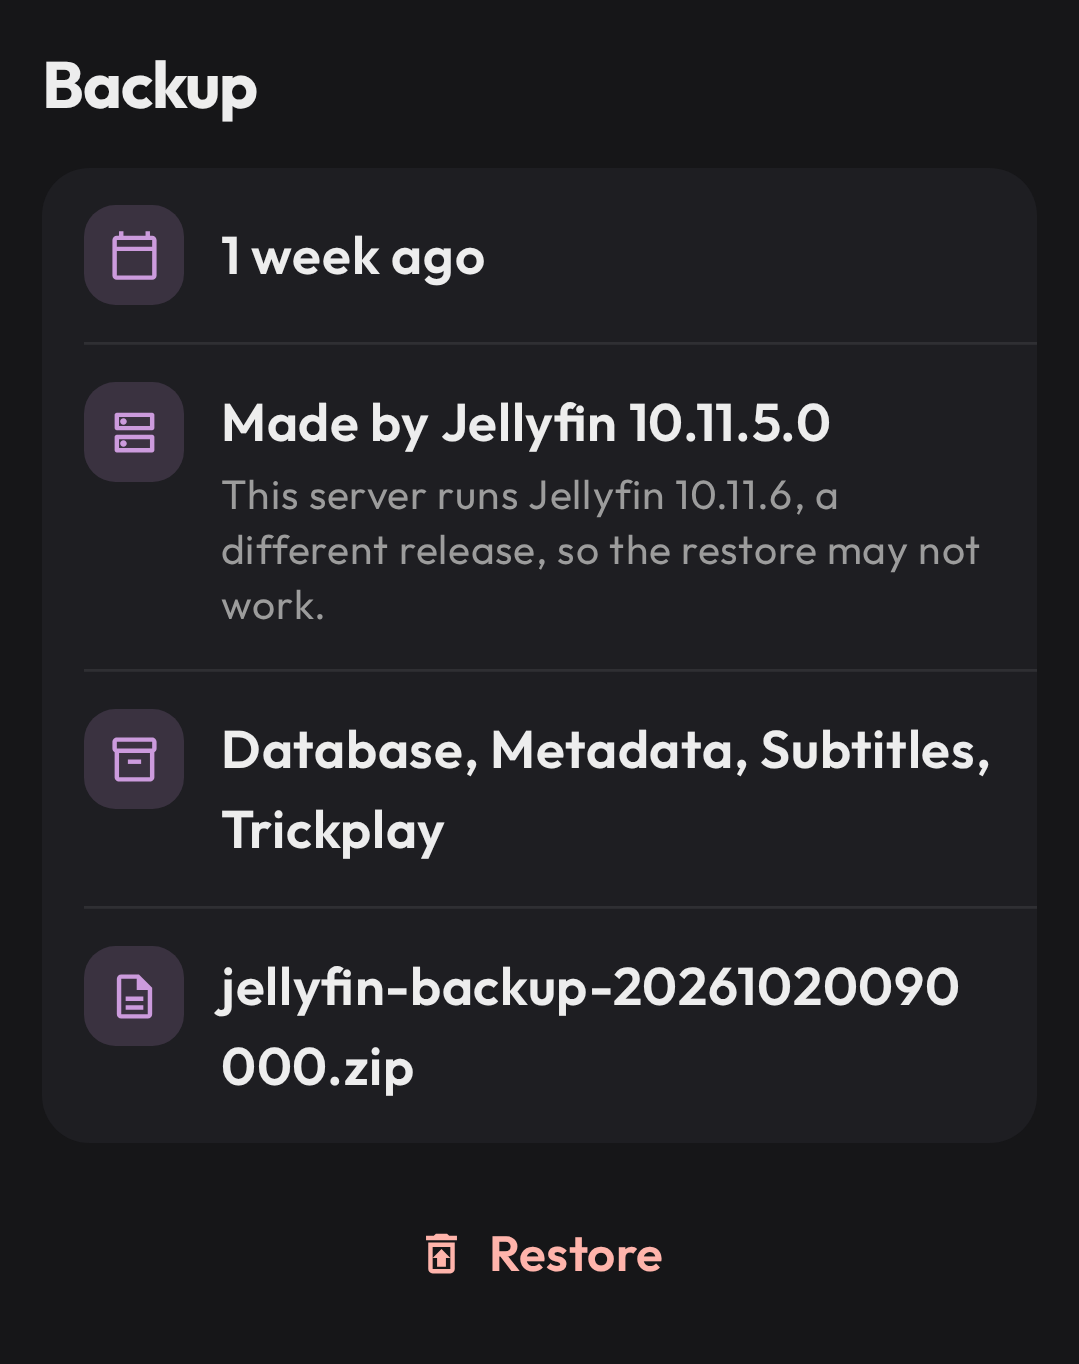 Backup
1 week ago
Made by Jellyfin 10.11.5.0
This server runs Jellyfin 10.11.6, a
different release, so the restore may not
work.
Database, Metadata, Subtitles,
Trickplay
jellyfin-backup-20261020090
000.zip
Restore